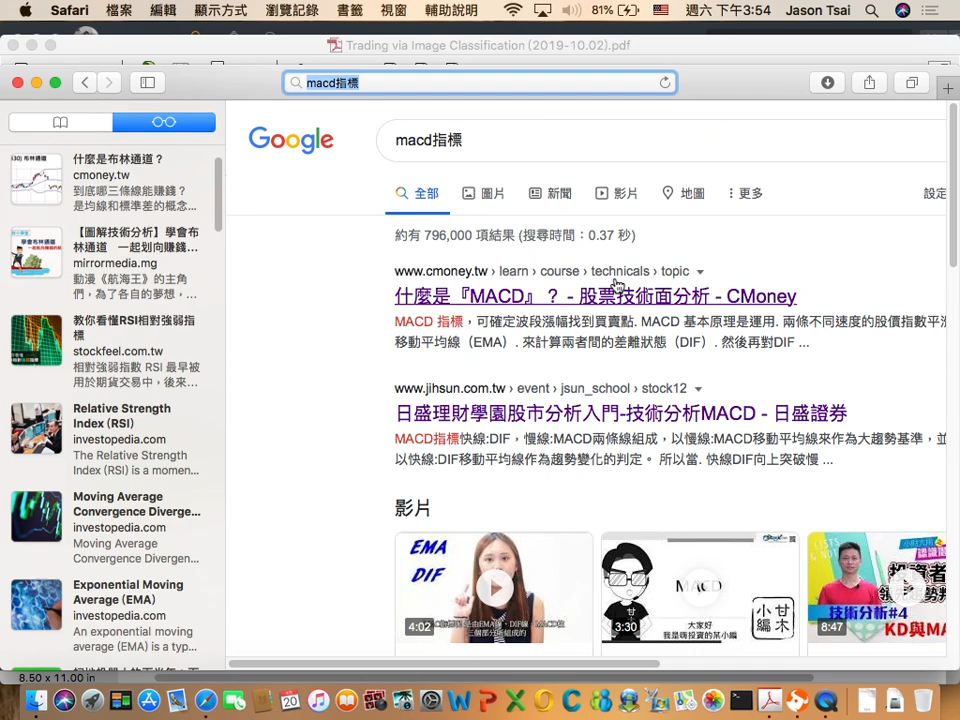 Safari 檔案 編輯 顯示方式 瀏覽記錄 書籤 視窗 輔助說明 81% 週六 下午3:54 Jason Tsai
Trading via Image Classification (2019-10.02).pdf
macd指標
Google macd指標
全部 圖片 新聞 影片 地圖 更多 設定
約有 796,000 項結果 (搜尋時間：0.37 秒)
www.cmoney.tw › learn › course › technicals › topic
什麼是『MACD』？ - 股票技術面分析 - CMoney
MACD 指標，可確定波段漲幅找到買賣點. MACD 基本原理是運用. 兩條不同速度的股價指數平滑
移動平均線（EMA）. 來計算兩者間的差離狀態（DIF）. 然後再對DIF ...
www.jihsun.com.tw › event › jsun_school › stock12
日盛理財學園股市分析入門-技術分析MACD - 日盛證券
MACD指標快線:DIF，慢線:MACD兩條線組成，以慢線:MACD移動平均線來作為大趨勢基準，並
以快線:DIF移動平均線作為趨勢變化的判定。 所以當. 快線DIF向上突破慢 ...
影片
EMA
DIF
4:02
三個部分組成的
MACD
大家好
我是嗨投資的某小編
甘木
小編
3:30
投資者
技術分析#4
KD與MA
8:47
什麼是布林通道？
cmoney.tw
到底哪三條線能賺錢？
是均線和標準差的概念...
【圖解技術分析】學會布
林通道 一起划向賺錢...
mirrormedia.mg
動漫《航海王》的主角
們，為了各自的夢想，...
教你看懂RSI相對強弱指
標
stockfeel.com.tw
相對強弱指數 RSI 最早被
用於期貨交易中，後來...
Relative Strength
Index (RSI)
investopedia.com
The Relative Strength
Index (RSI) is a momen...
Moving Average
Convergence Diverge...
investopedia.com
Moving Average
Convergence Divergen...
Exponential Moving
Average (EMA)
investopedia.com
An exponential moving
average (EMA) is a typ...
8.50 x 11.00 in